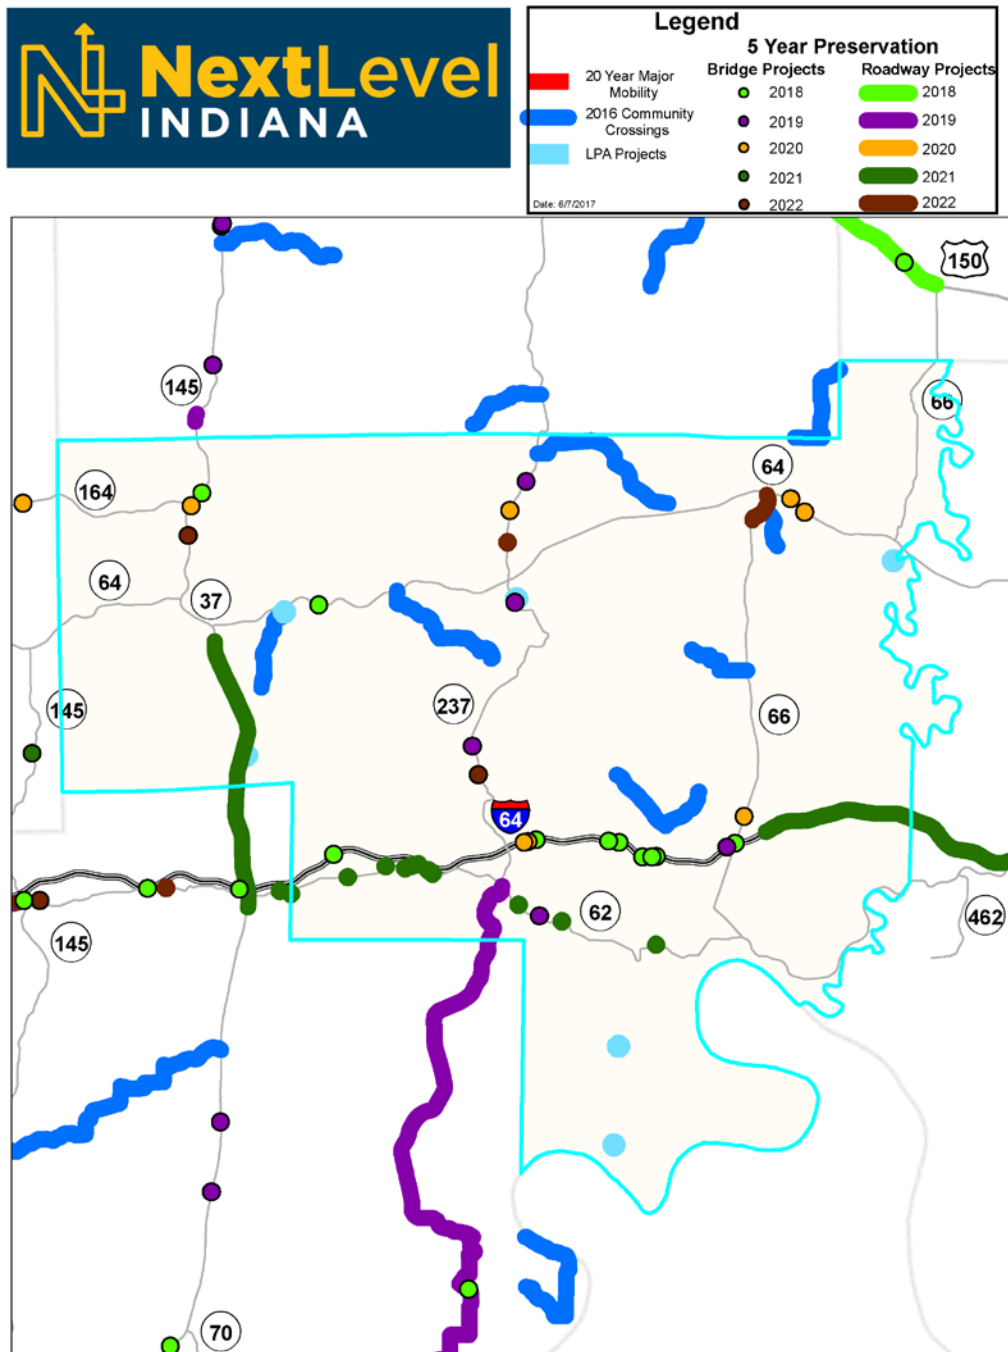 NextLevel
INDIANA
Legend
5 Year Preservation
Bridge Projects
Roadway Projects
20 Year Major
Mobility
2016 Community
Crossings
LPA Projects
2018
2019
2020
2021
2022
2018
2019
2020
2021
2022
Date: 6/7/2017
150
145
66
64
164
64
37
145
237
66
64
62
462
145
70